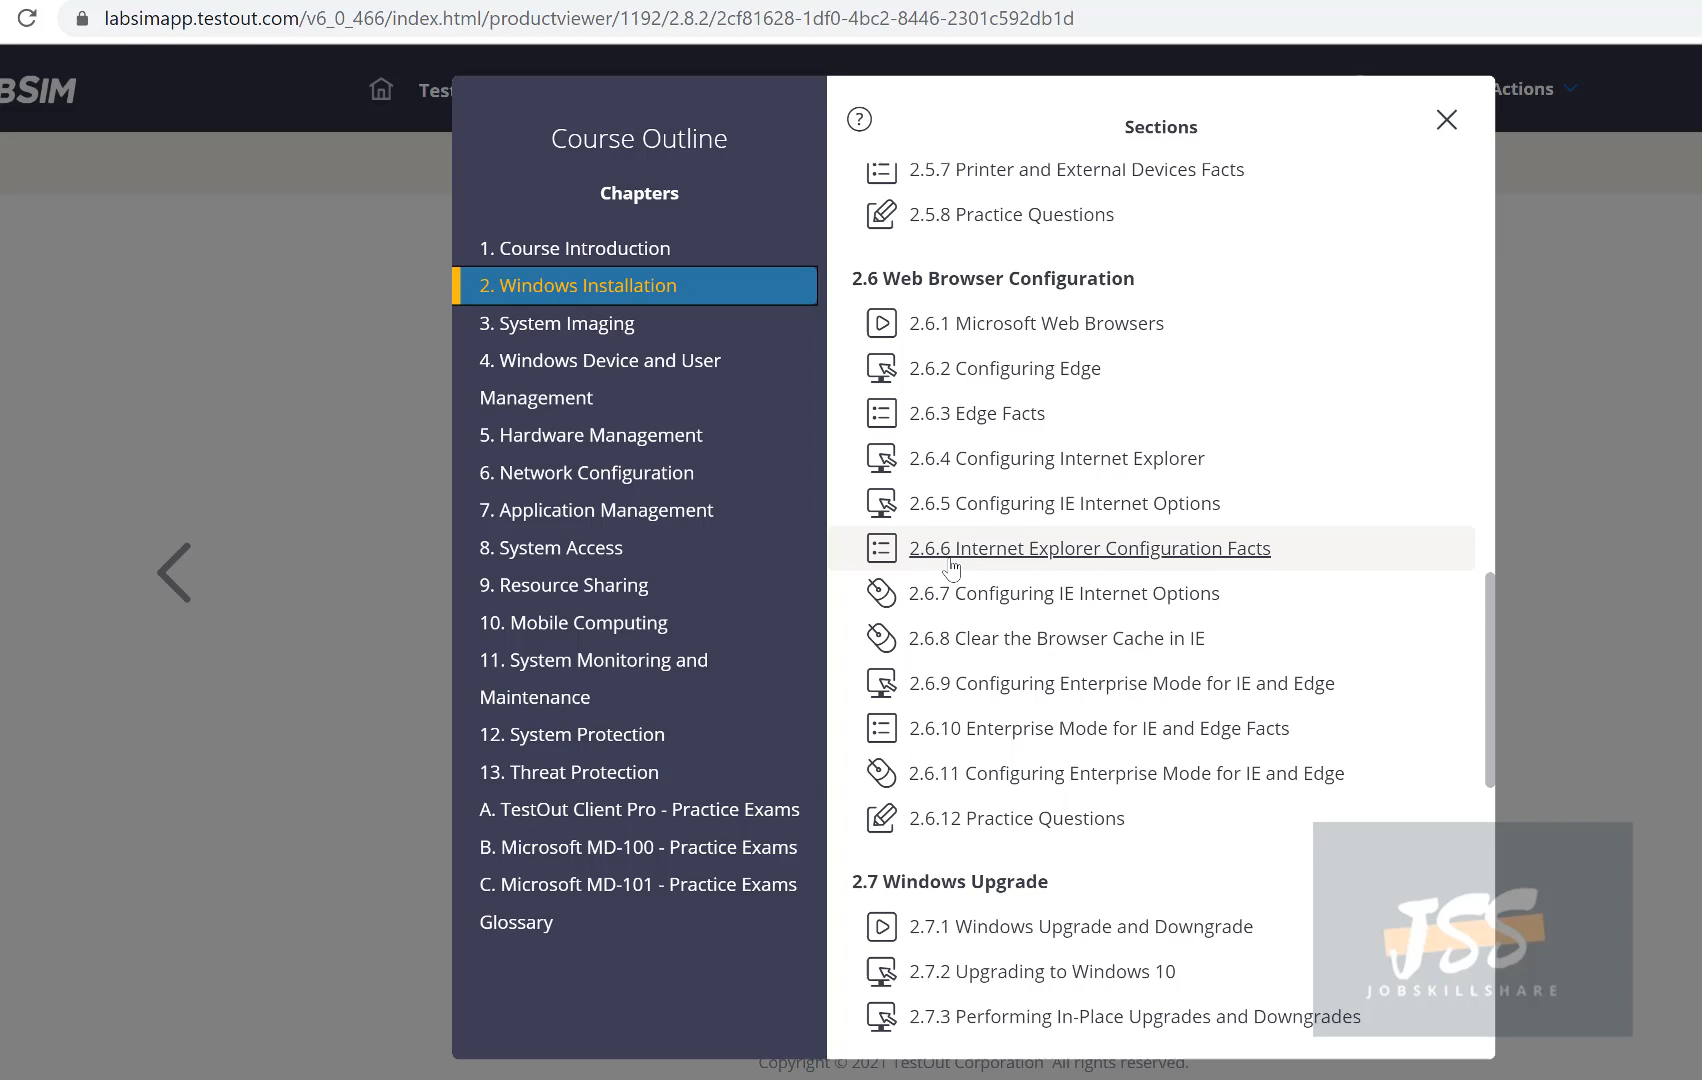 labsimapp.testout.com/v6_0_466/index.html/productviewer/1192/2.8.2/2cf81628-1df0-4bc2-8446-2301c592db1d
BSIM
Test
Actions
Course Outline
Chapters
1. Course Introduction
2. Windows Installation
3. System Imaging
4. Windows Device and User
Management
5. Hardware Management
6. Network Configuration
7. Application Management
8. System Access
9. Resource Sharing
10. Mobile Computing
11. System Monitoring and
Maintenance
12. System Protection
13. Threat Protection
A. TestOut Client Pro - Practice Exams
B. Microsoft MD-100 - Practice Exams
C. Microsoft MD-101 - Practice Exams
Glossary
?
Sections
2.5.7 Printer and External Devices Facts
2.5.8 Practice Questions
2.6 Web Browser Configuration
2.6.1 Microsoft Web Browsers
2.6.2 Configuring Edge
2.6.3 Edge Facts
2.6.4 Configuring Internet Explorer
2.6.5 Configuring IE Internet Options
2.6.6 Internet Explorer Configuration Facts
2.6.7 Configuring IE Internet Options
2.6.8 Clear the Browser Cache in IE
2.6.9 Configuring Enterprise Mode for IE and Edge
2.6.10 Enterprise Mode for IE and Edge Facts
2.6.11 Configuring Enterprise Mode for IE and Edge
2.6.12 Practice Questions
2.7 Windows Upgrade
2.7.1 Windows Upgrade and Downgrade
2.7.2 Upgrading to Windows 10
2.7.3 Performing In-Place Upgrades and Downgrades
JSS
JOBSKILLSHARE
Copyright © 2021 TestOut Corporation All rights reserved.